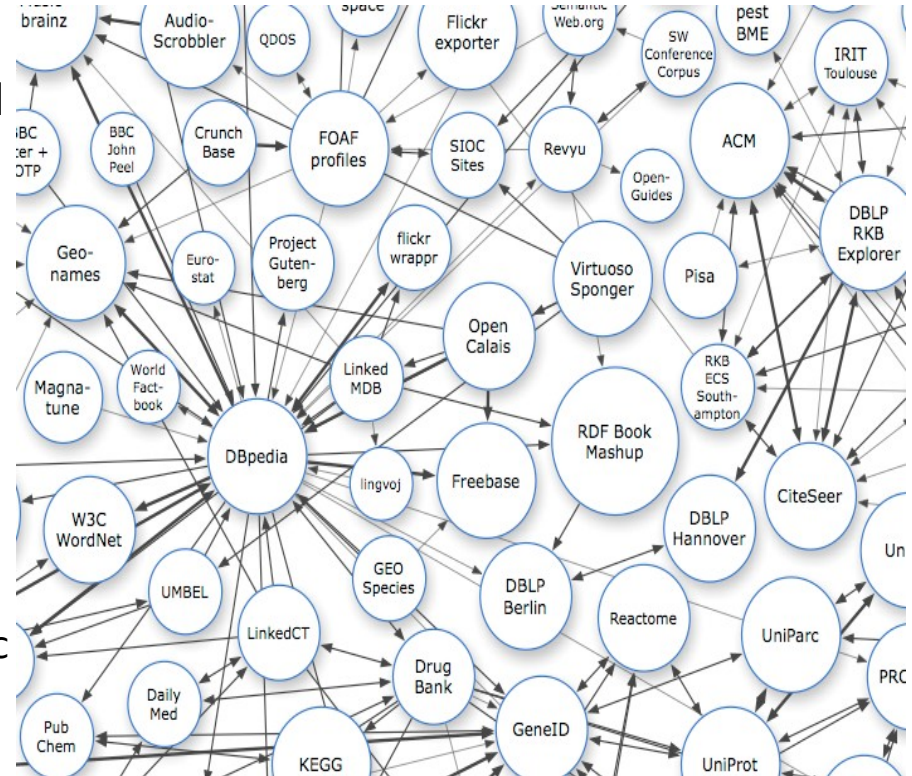 brainz
Audio-
Scrobbler
QDOS
space
Flickr
exporter
Web.org
SW
Conference
Corpus
pest
BME
IRIT
Toulouse
BBC
John
Peel
Crunch
Base
FOAF
profiles
SIOC
Sites
Revyu
Open-
Guides
ACM
DBLP
RKB
Explorer
Geo-
names
Euro-
stat
Project
Guten-
berg
flickr
wrappr
Virtuoso
Sponger
Pisa
Open
Calais
Magna-
tune
World
Fact-
book
Linked
MDB
RKB
ECS
South-
ampton
DBpedia
lingvoj
Freebase
RDF Book
Mashup
CiteSeer
W3C
WordNet
DBLP
Hannover
Un
UMBEL
GEO
Species
DBLP
Berlin
Reactome
LinkedCT
UniParc
C
Drug
Bank
PRO
Daily
Med
Pub
Chem
KEGG
GeneID
UniProt